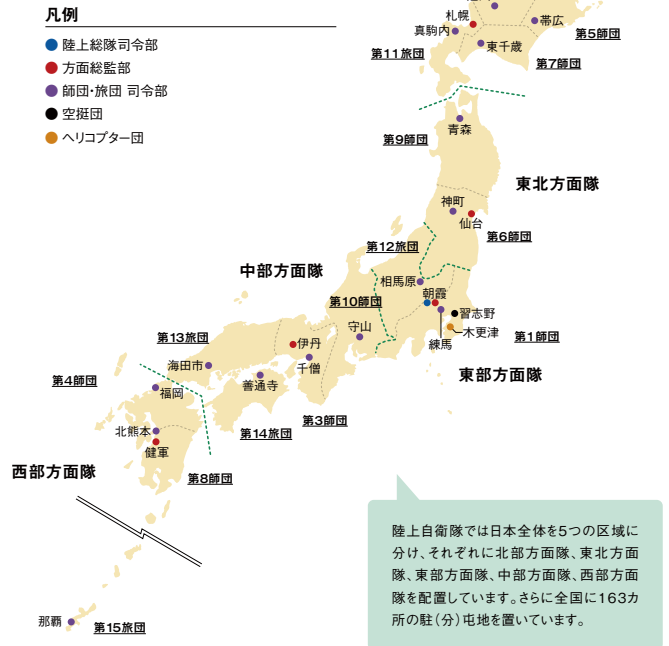 凡例
● 陸上総隊司令部
● 方面総監部
● 師団・旅団 司令部
● 空挺団
● ヘリコプター団
札幌
帯広
真駒内
第5師団
東千歳
第11旅団
第7師団
青森
第9師団
東北方面隊
神町
仙台
第6師団
第12旅団
中部方面隊
相馬原
朝霞
第10師団
習志野
守山
木更津
第1師団
練馬
第13旅団
伊丹
海田市
千僧
東部方面隊
第4師団
福岡
善通寺
第3師団
北熊本
第14旅団
健軍
西部方面隊
第8師団
陸上自衛隊では日本全体を5つの区域に
分け、それぞれに北部方面隊、東北方面
隊、東部方面隊、中部方面隊、西部方面
隊を配置しています。さらに全国に163カ
所の駐(分)屯地を置いています。
那覇
第15旅団